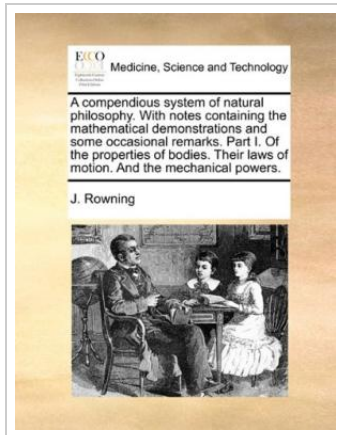 ECCO
Medicine, Science and Technology
A compendious system of natural
philosophy. With notes containing the
mathematical demonstrations and
some occasional remarks. Part I. Of
the properties of bodies. Their laws of
motion. And the mechanical powers.
J. Rowning